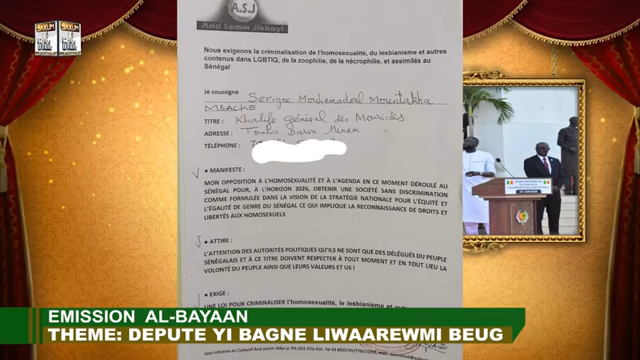 A.S.J
And Samm Jikkoyi
Nous exigeons la criminalisation de l'homosexualité, du lesbianisme et autres
contenus dans LGBTIQ, de la zoophilie, de la nécrophilie, et assimilés au
Sénégal
Je soussigné
Serigne Mouhamadoul Mountakha
MBACKE
TITRE : Khalife Général des Mourides
ADRESSE : Touba Darou Minam
TÉLÉPHONE :
● MANIFESTE :
MON OPPOSITION À L'HOMOSEXUALITÉ ET À L'AGENDA EN CE MOMENT DÉROULÉ AU
SÉNÉGAL POUR, À L'HORIZON 2026, OBTENIR UNE SOCIÉTÉ SANS DISCRIMINATION
COMME FORMULÉE DANS LA VISION DE LA STRATÉGIE NATIONALE POUR L'ÉQUITÉ ET
L'ÉGALITÉ DE GENRE DU SÉNÉGAL CE QUI IMPLIQUE LA RECONNAISSANCE DE DROITS ET
LIBERTÉS AUX HOMOSEXUELS
● ATTIRE :
L'ATTENTION DES AUTORITÉS POLITIQUES QU'ILS NE SONT QUE DES DÉLÉGUÉS DU PEUPLE
SÉNÉGALAIS ET À CE TITRE DOIVENT RESPECTER À TOUT MOMENT ET EN TOUT LIEU LA
VOLONTÉ DU PEUPLE AINSI QUE LEURS VALEURS ET US !
● EXIGE :
UNE LOI POUR CRIMINALISER l'homosexualité, le lesbianisme et autres
EMISSION AL-BAYAAN
THEME: DEPUTE YI BAGNE LIWAAREWMI BEUG